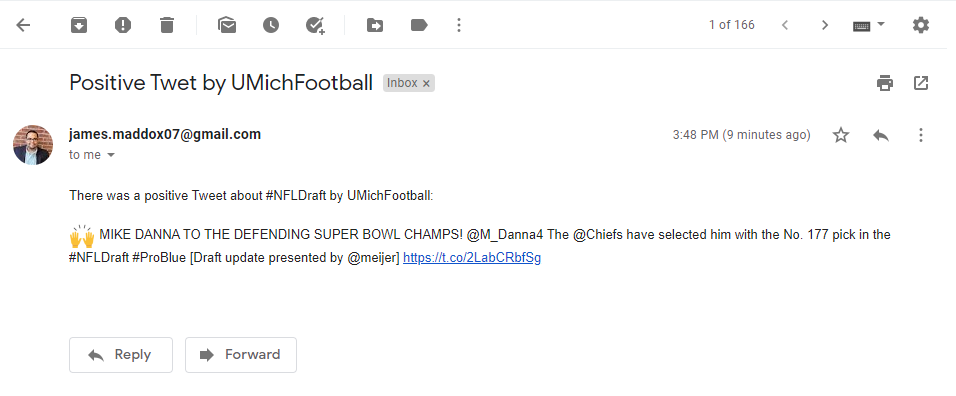 1 of 166
Positive Twet by UMichFootball Inbox x
james.maddox07@gmail.com 3:48 PM (9 minutes ago)
to me
There was a positive Tweet about #NFLDraft by UMichFootball:
🙌 MIKE DANNA TO THE DEFENDING SUPER BOWL CHAMPS! @M_Danna4 The @Chiefs have selected him with the No. 177 pick in the
#NFLDraft #ProBlue [Draft update presented by @meijer] https://t.co/2LabCRbfSg
Reply Forward